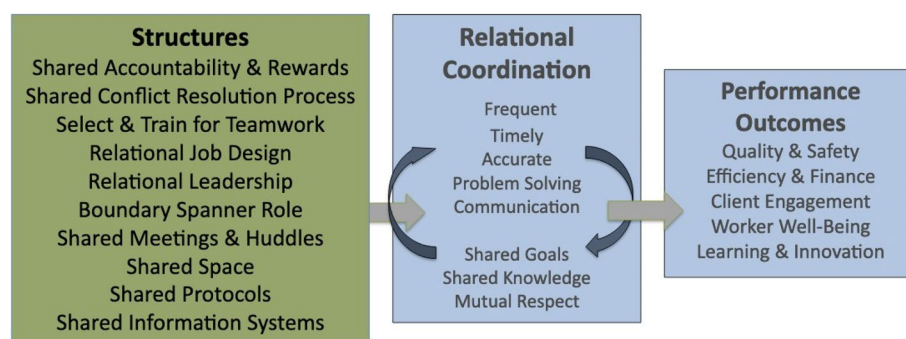 Structures
Shared Accountability & Rewards
Shared Conflict Resolution Process
Select & Train for Teamwork
Relational Job Design
Relational Leadership
Boundary Spanner Role
Shared Meetings & Huddles
Shared Space
Shared Protocols
Shared Information Systems
Relational
Coordination
Frequent
Timely
Accurate
Problem Solving
Communication
Shared Goals
Shared Knowledge
Mutual Respect
Performance
Outcomes
Quality & Safety
Efficiency & Finance
Client Engagement
Worker Well-Being
Learning & Innovation